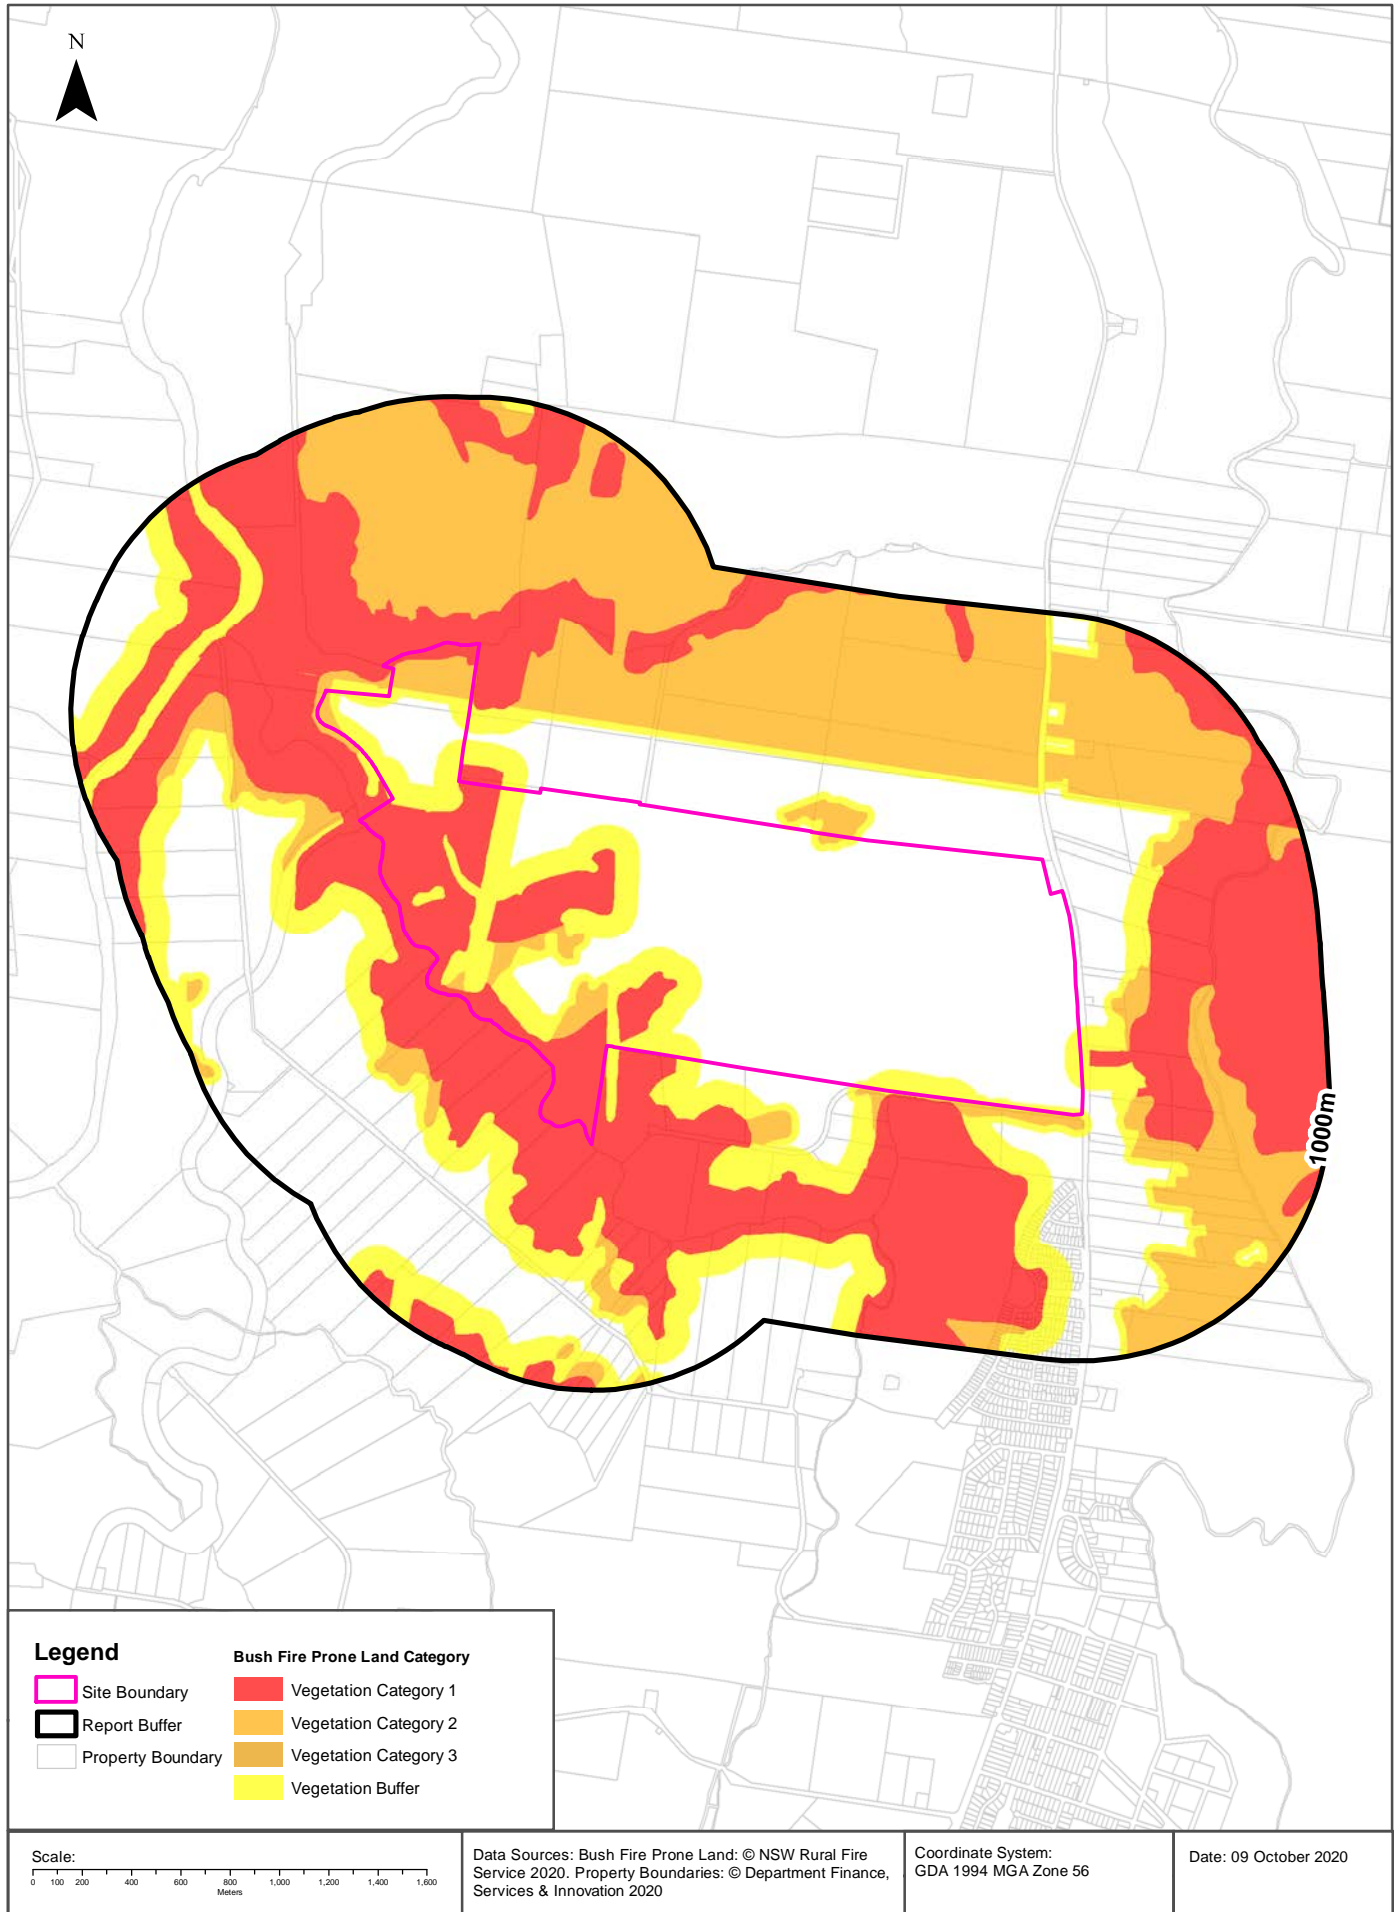 N
1000m
Legend
Site Boundary
Report Buffer
Property Boundary
Bush Fire Prone Land Category
Vegetation Category 1
Vegetation Category 2
Vegetation Category 3
Vegetation Buffer
Scale:
0 100 200 400 600 800 1,000 1,200 1,400 1,600
Meters
Data Sources: Bush Fire Prone Land: © NSW Rural Fire
Service 2020. Property Boundaries: © Department Finance,
Services & Innovation 2020
Coordinate System:
GDA 1994 MGA Zone 56
Date: 09 October 2020